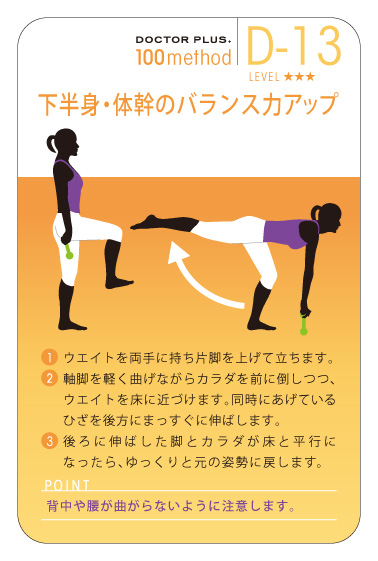 DOCTOR PLUS.
100method
D-13
LEVEL ★★★
下半身・体幹のバランス力アップ
1 ウエイトを両手に持ち片脚を上げて立ちます。
2 軸脚を軽く曲げながらカラダを前に倒しつつ、
ウエイトを床に近づけます。同時にあげている
ひざを後方にまっすぐに伸ばします。
3 後ろに伸ばした脚とカラダが床と平行に
なったら、ゆっくりと元の姿勢に戻します。
POINT
背中や腰が曲がらないように注意します。